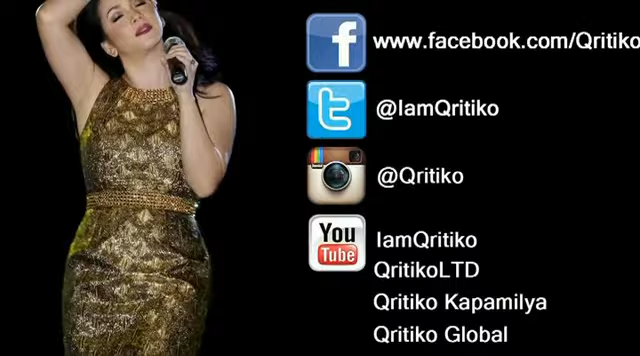 www.facebook.com/Qritiko
@IamQritiko
@Qritiko
You
Tube
IamQritiko
QritikoLTD
Qritiko Kapamilya
Qritiko Global